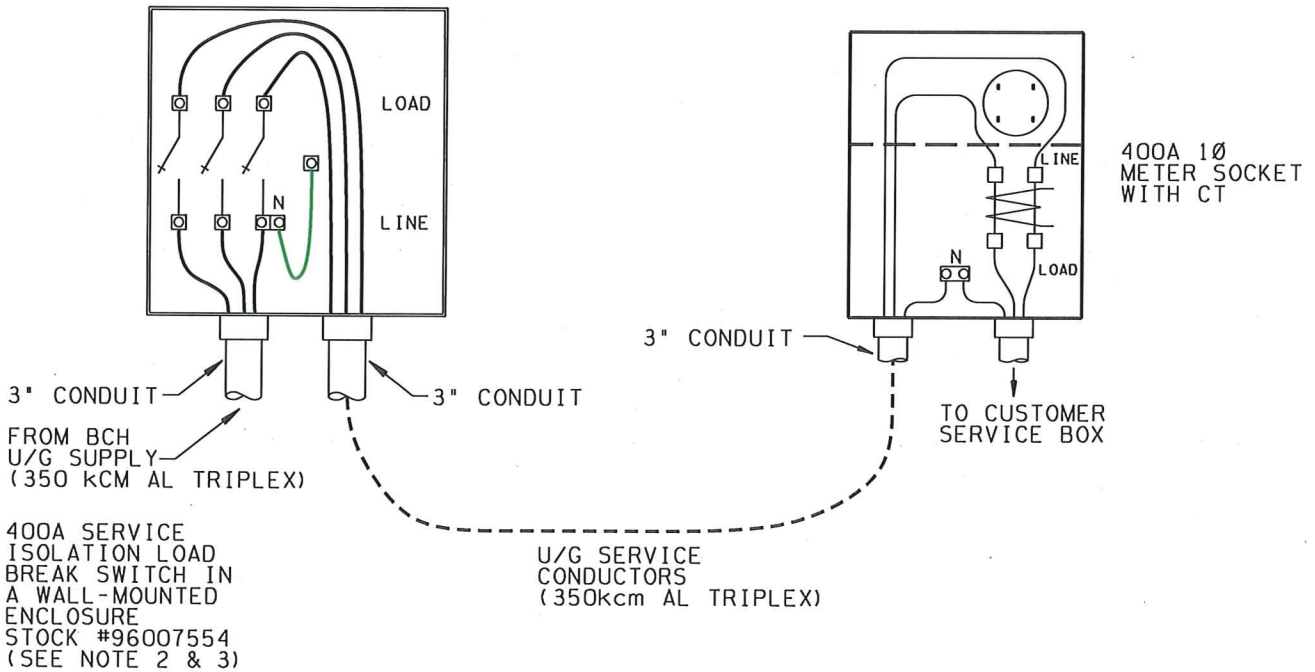 LOAD
N
LINE
3" CONDUIT
3" CONDUIT
FROM BCH
U/G SUPPLY
(350 KCM AL TRIPLEX)
400A SERVICE
ISOLATION LOAD
BREAK SWITCH IN
A WALL-MOUNTED
ENCLOSURE
STOCK #96007554
(SEE NOTE 2 & 3)
U/G SERVICE
CONDUCTORS
(350kcm AL TRIPLEX)
LINE
N
LOAD
400A 1Ø
METER SOCKET
WITH CT
3" CONDUIT
TO CUSTOMER
SERVICE BOX